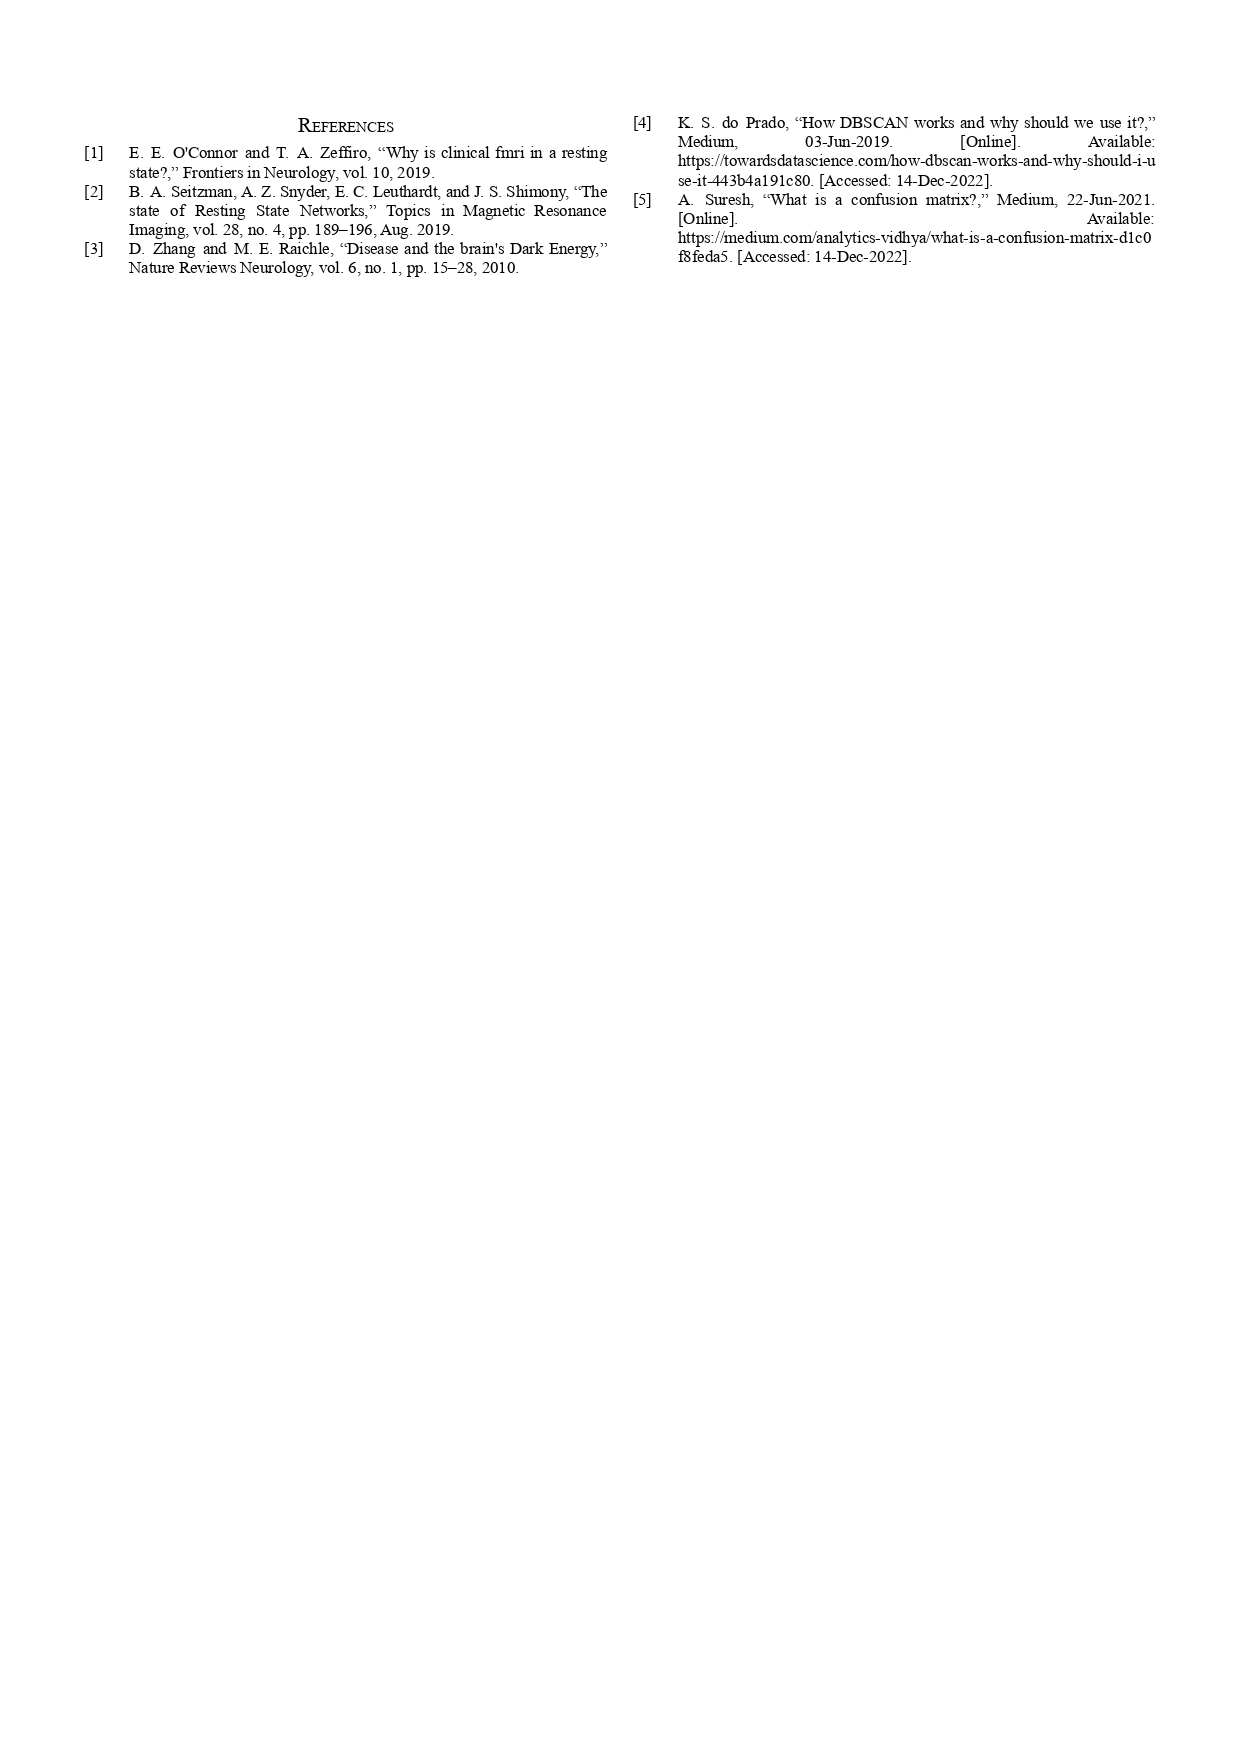 REFERENCES
[1] E. E. O'Connor and T. A. Zeffiro, “Why is clinical fmri in a resting
state?,” Frontiers in Neurology, vol. 10, 2019.
[2] B. A. Seitzman, A. Z. Snyder, E. C. Leuthardt, and J. S. Shimony, “The
state of Resting State Networks,” Topics in Magnetic Resonance
Imaging, vol. 28, no. 4, pp. 189–196, Aug. 2019.
[3] D. Zhang and M. E. Raichle, “Disease and the brain's Dark Energy,”
Nature Reviews Neurology, vol. 6, no. 1, pp. 15–28, 2010.
[4] K. S. do Prado, “How DBSCAN works and why should we use it?,”
Medium, 03-Jun-2019. [Online]. Available:
https://towardsdatascience.com/how-dbscan-works-and-why-should-i-u
se-it-443b4a191c80. [Accessed: 14-Dec-2022].
[5] A. Suresh, “What is a confusion matrix?,” Medium, 22-Jun-2021.
[Online]. Available:
https://medium.com/analytics-vidhya/what-is-a-confusion-matrix-d1c0
f8feda5. [Accessed: 14-Dec-2022].